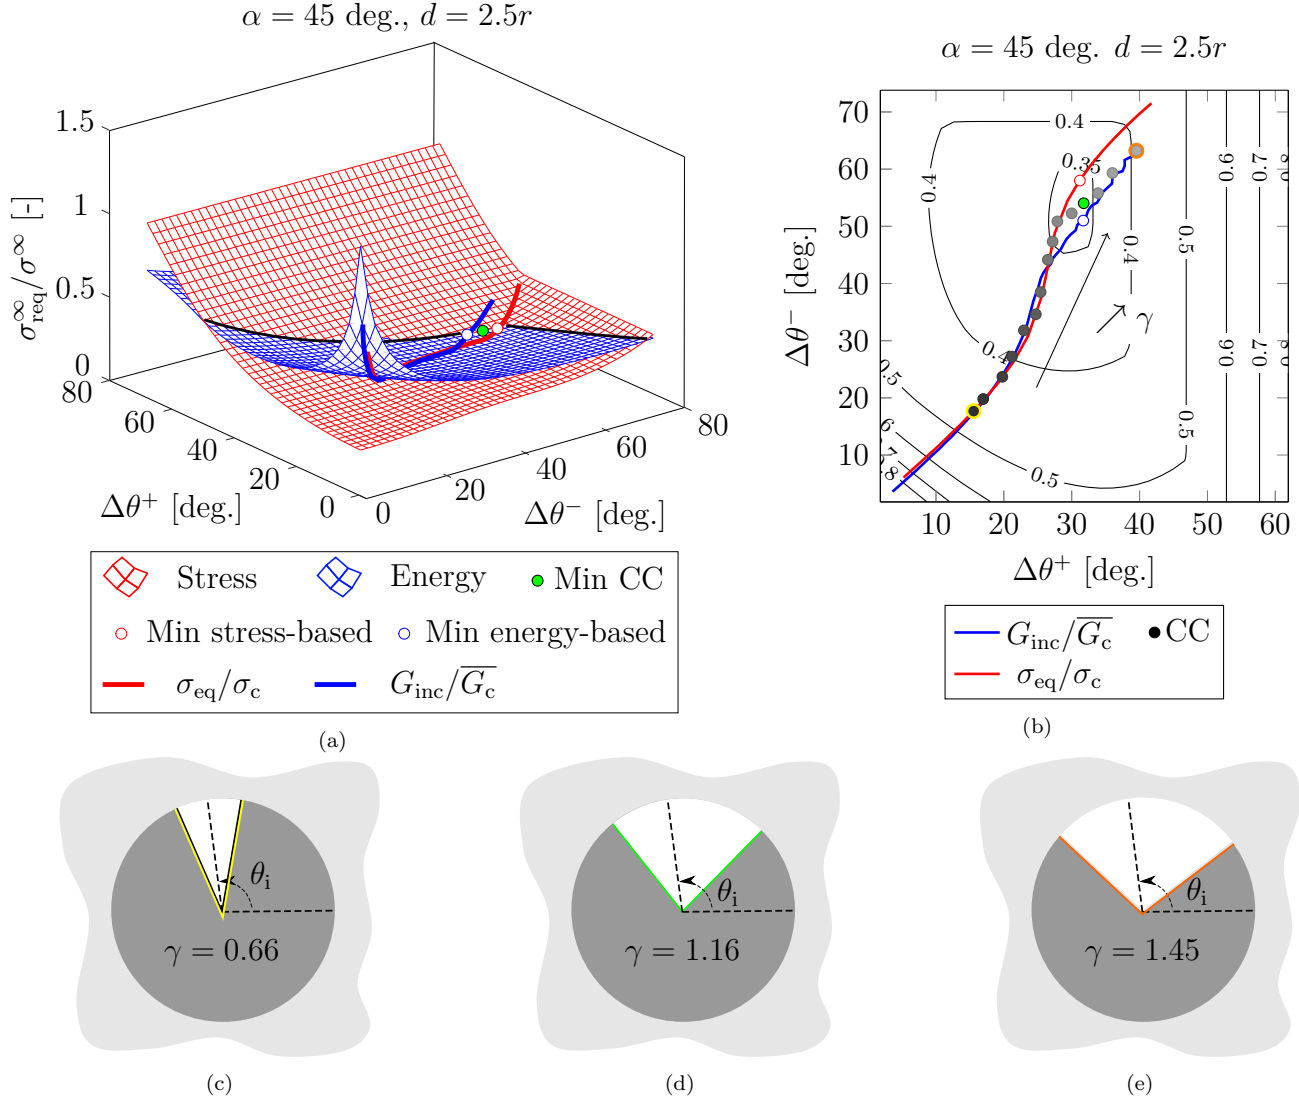 α = 45 deg., d = 2.5r
1.5
1
0.5
0
σ∞req/σ∞ [-]
80
60
40
20
0
Δθ+ [deg.]
0
20
40
60
80
Δθ− [deg.]
Stress
Energy
Min CC
Min stress-based
Min energy-based
σeq/σc
Ginc/Gc
(a)
α = 45 deg. d = 2.5r
70
60
50
40
30
20
10
Δθ− [deg.]
0.4
0.35
0.4
0.4
0.4
0.5
0.5
0.5
0.5
0.6
0.6
0.7
0.7
γ
10
20
30
40
50
60
Δθ+ [deg.]
Ginc/Gc
CC
σeq/σc
(b)
θi
γ = 0.66
(c)
θi
γ = 1.16
(d)
θi
γ = 1.45
(e)